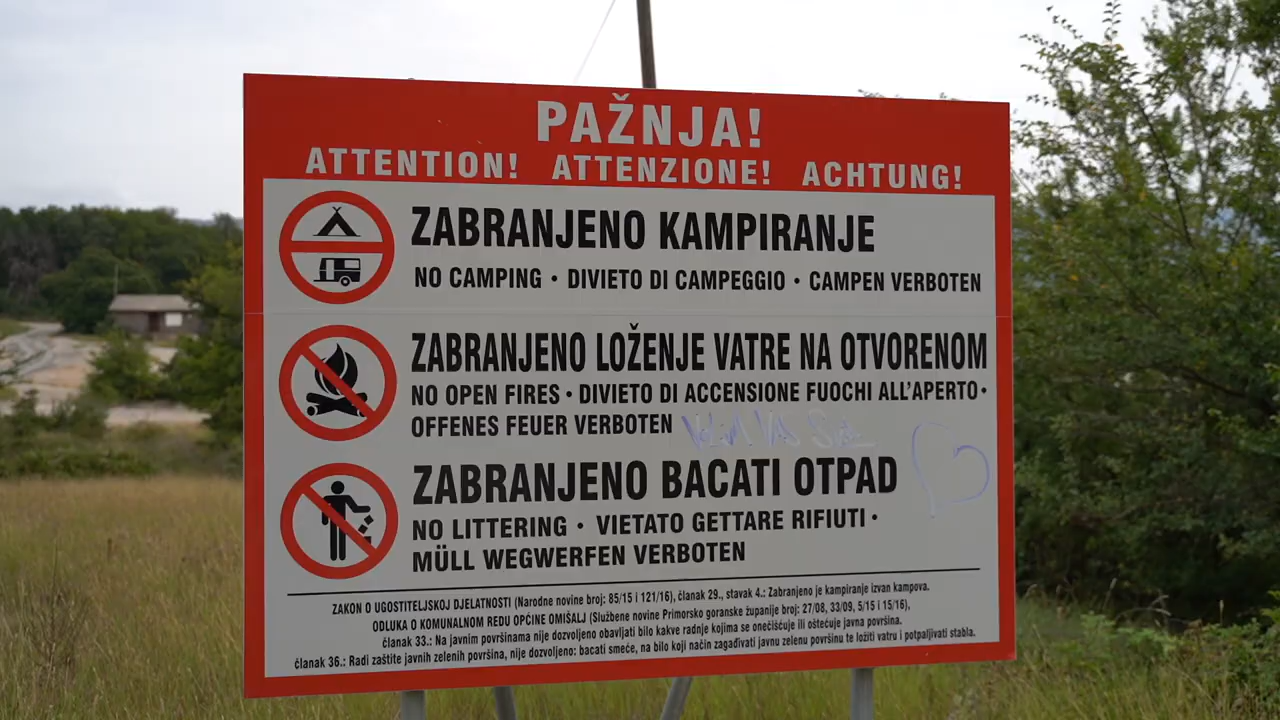 PAŽNJA!
ATTENTION! ATTENZIONE! ACHTUNG!
ZABRANJENO KAMPIRANJE
NO CAMPING • DIVIETO DI CAMPEGGIO • CAMPEN VERBOTEN
ZABRANJENO LOŽENJE VATRE NA OTVORENOM
NO OPEN FIRES • DIVIETO DI ACCENSIONE FUOCHI ALL'APERTO •
OFFENES FEUER VERBOTEN
ZABRANJENO BACATI OTPAD
NO LITTERING • VIETATO GETTARE RIFIUTI •
MÜLL WEGWERFEN VERBOTEN
ZAKON O UGOSTITELJSKOJ DJELATNOSTI (Narodne novine broj: 85/15 i 121/16), članak 29., stavak 4.: Zabranjeno je kampiranje izvan kampova.
ODLUKA O KOMUNALNOM REDU OPĆINE OMIŠALJ (Službene novine Primorsko goranske županije broj: 27/08, 33/09, 5/15 i 15/16),
članak 33.: Na javnim površinama nije dozvoljeno obavljati bilo kakve radnje kojima se onečišćuje ili oštećuje javna površina.
članak 36.: Radi zaštite javnih zelenih površina, nije dozvoljeno: bacati smeće, na bilo koji način zagađivati javnu zelenu površinu te ložiti vatru i potpaljivati stabla.